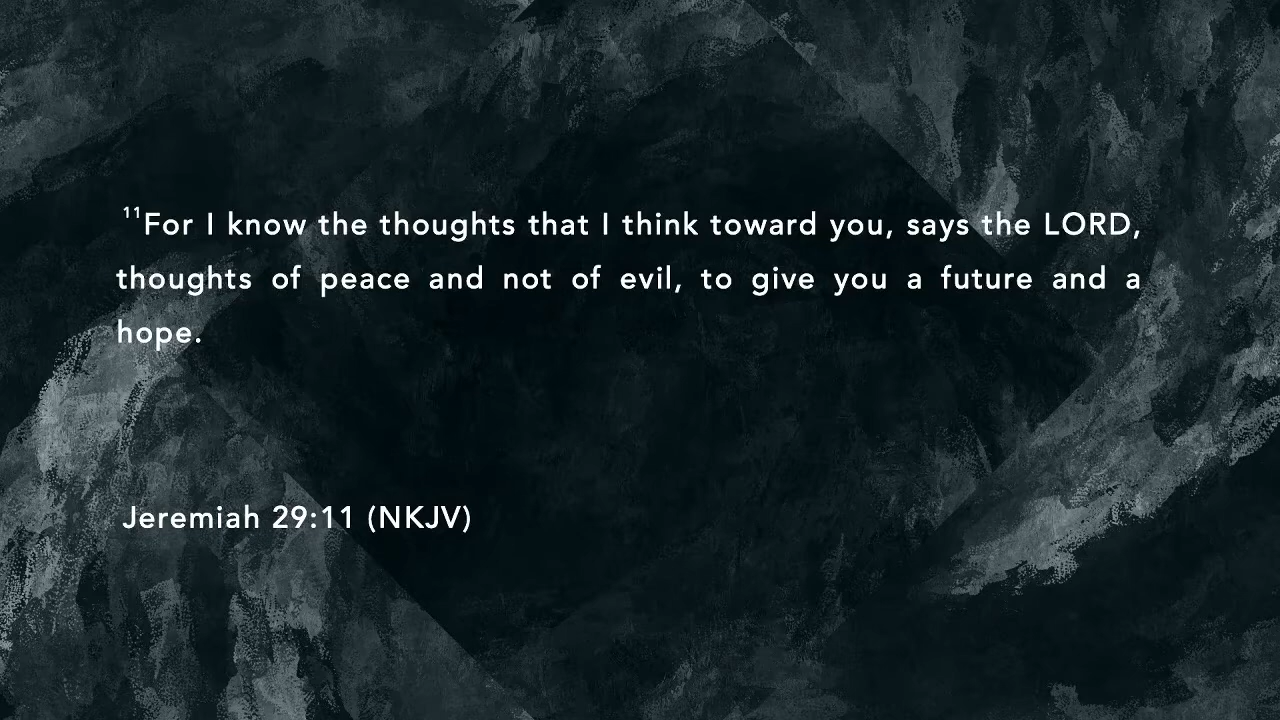 ¹¹For I know the thoughts that I think toward you, says the LORD,
thoughts of peace and not of evil, to give you a future and a
hope.
Jeremiah 29:11 (NKJV)